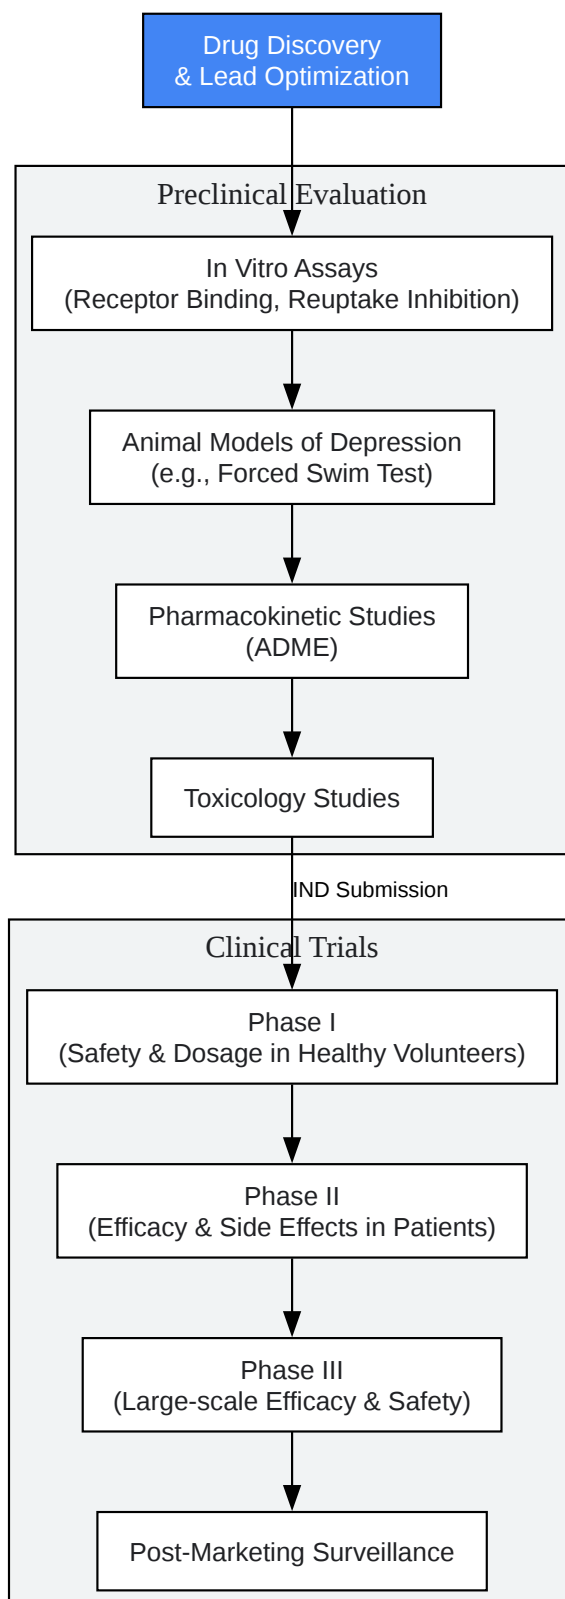 Drug Discovery
& Lead Optimization
Preclinical Evaluation
In Vitro Assays
(Receptor Binding, Reuptake Inhibition)
Animal Models of Depression
(e.g., Forced Swim Test)
Pharmacokinetic Studies
(ADME)
Toxicology Studies
IND Submission
Clinical Trials
Phase I
(Safety & Dosage in Healthy Volunteers)
Phase II
(Efficacy & Side Effects in Patients)
Phase III
(Large-scale Efficacy & Safety)
Post-Marketing Surveillance